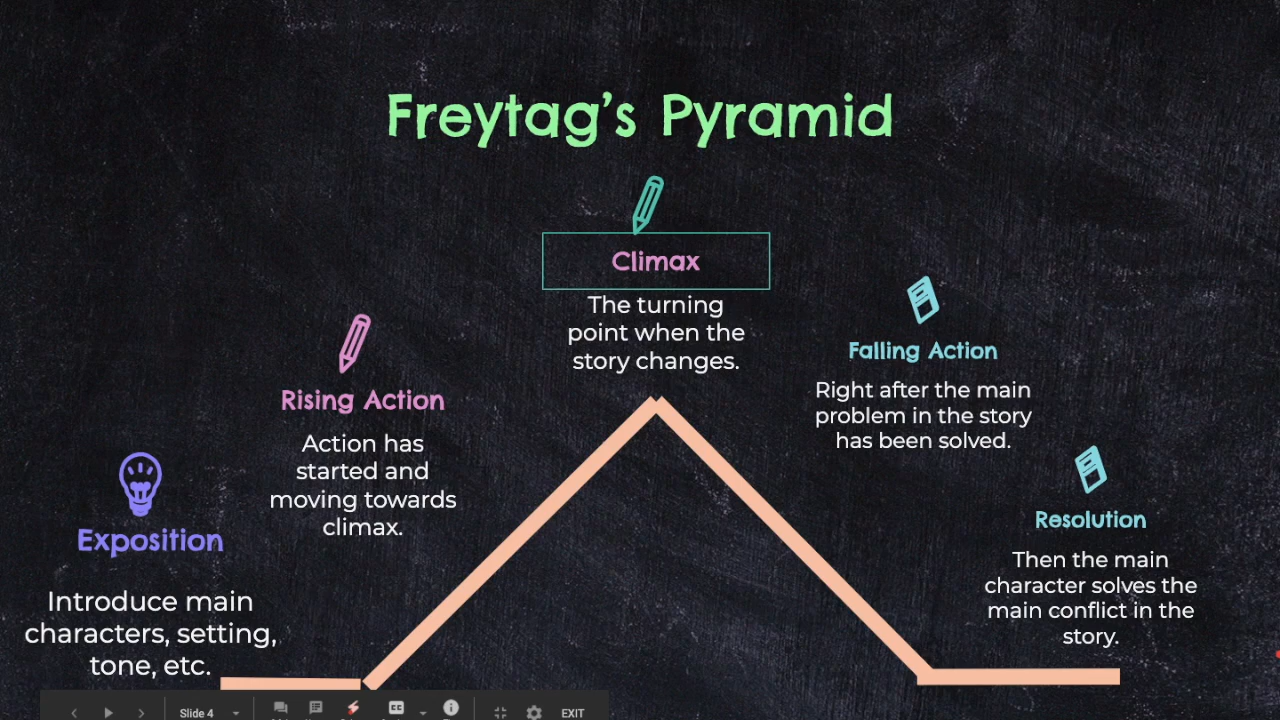 Freytag's Pyramid
Climax
The turning
point when the
story changes.
Falling Action
Right after the main
problem in the story
has been solved.
Rising Action
Action has
started and
moving towards
climax.
Exposition
Introduce main
characters, setting,
tone, etc.
Resolution
Then the main
character solves the
main conflict in the
story.
Slide 4
CC
EXIT